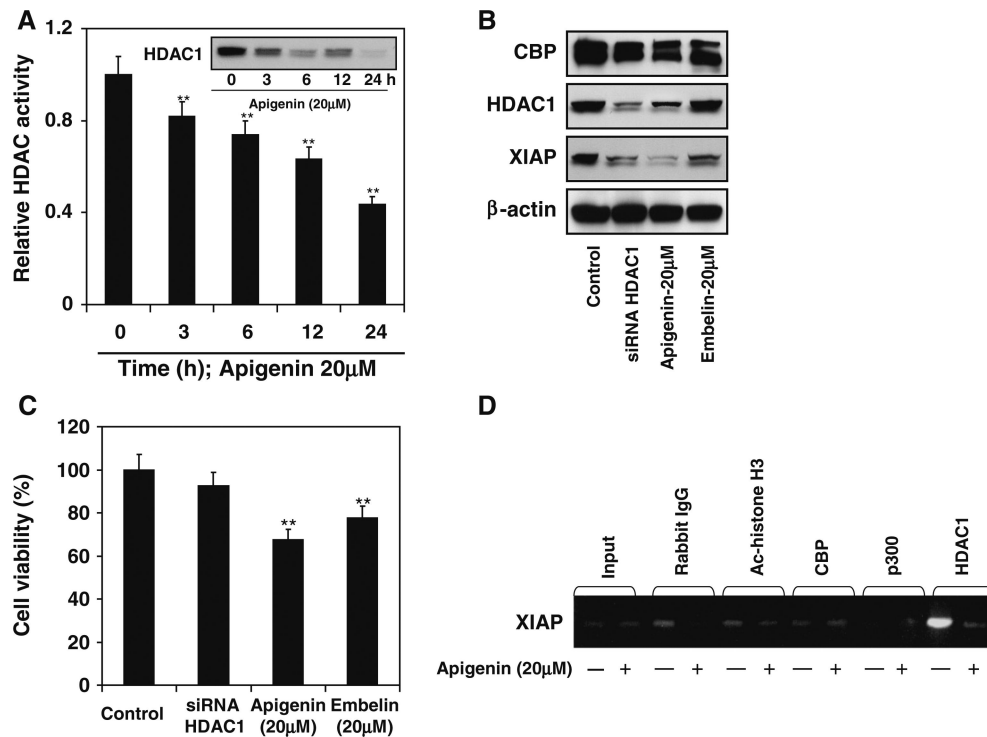 A
Relative HDAC activity
1.2
0.8
0.4
0
HDAC1
0 3 6 12 24 h
Apigenin (20μM)
**
**
**
**
0 3 6 12 24
Time (h); Apigenin 20μM
B
CBP
HDAC1
XIAP
β-actin
Control
siRNA HDAC1
Apigenin-20μM
Embelin-20μM
C
Cell viability (%)
120
100
80
60
40
20
0
**
**
Control
siRNA HDAC1
Apigenin (20μM)
Embelin (20μM)
D
Input
Rabbit IgG
Ac-histone H3
CBP
p300
HDAC1
XIAP
Apigenin (20μM) — + — + — + — + — + — +